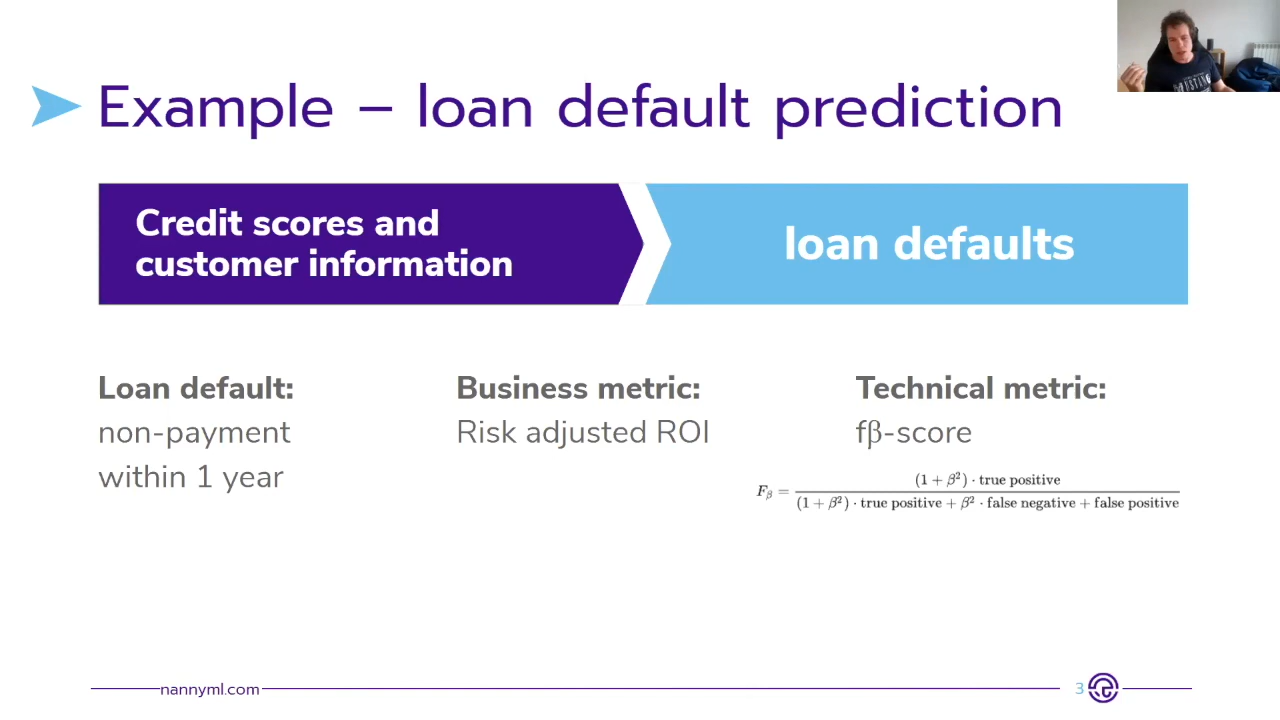 Example – loan default prediction
Credit scores and
customer information
loan defaults
Loan default:
non-payment
within 1 year
Business metric:
Risk adjusted ROI
Technical metric:
fβ-score
F_β = (1 + β²) · true positive / (1 + β²) · true positive + β² · false negative + false positive
nannyml.com
3